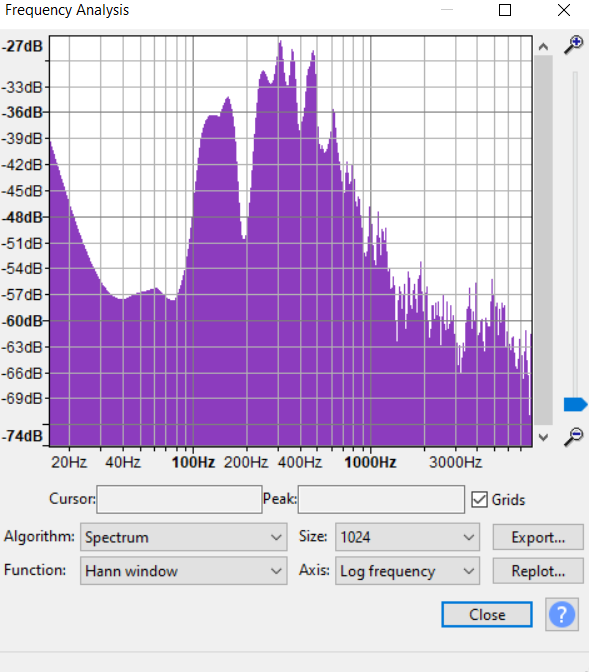 Frequency Analysis
-27dB
-33dB
-36dB
-39dB
-42dB
-45dB
-48dB
-51dB
-54dB
-57dB
-60dB
-63dB
-66dB
-69dB
-74dB
20Hz 40Hz 100Hz 200Hz 400Hz 1000Hz 3000Hz
Cursor: Peak: Grids
Algorithm: Spectrum Size: 1024 Export...
Function: Hann window Axis: Log frequency Replot...
Close ?